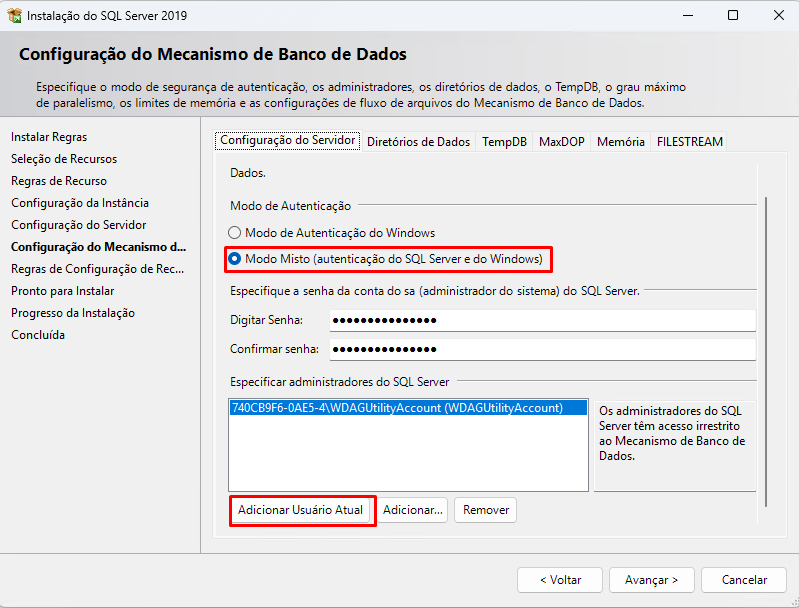 Instalação do SQL Server 2019
Configuração do Mecanismo de Banco de Dados
Especifique o modo de segurança de autenticação, os administradores, os diretórios de dados, o TempDB, o grau máximo
de paralelismo, os limites de memória e as configurações de fluxo de arquivos do Mecanismo de Banco de Dados.
Instalar Regras
Seleção de Recursos
Regras de Recurso
Configuração da Instância
Configuração do Servidor
Configuração do Mecanismo d...
Regras de Configuração de Rec...
Pronto para Instalar
Progresso da Instalação
Concluída
Configuração do Servidor Diretórios de Dados TempDB MaxDOP Memória FILESTREAM
Dados.
Modo de Autenticação
Modo de Autenticação do Windows
Modo Misto (autenticação do SQL Server e do Windows)
Especifique a senha da conta do sa (administrador do sistema) do SQL Server.
Digitar Senha: ●●●●●●●●●●●●●●●
Confirmar senha: ●●●●●●●●●●●●●●●
Especificar administradores do SQL Server
740CB9F6-0AE5-4\WDAGUtilityAccount (WDAGUtilityAccount)
Os administradores do SQL
Server têm acesso irrestrito
ao Mecanismo de Banco de
Dados.
Adicionar Usuário Atual Adicionar... Remover
< Voltar Avançar > Cancelar